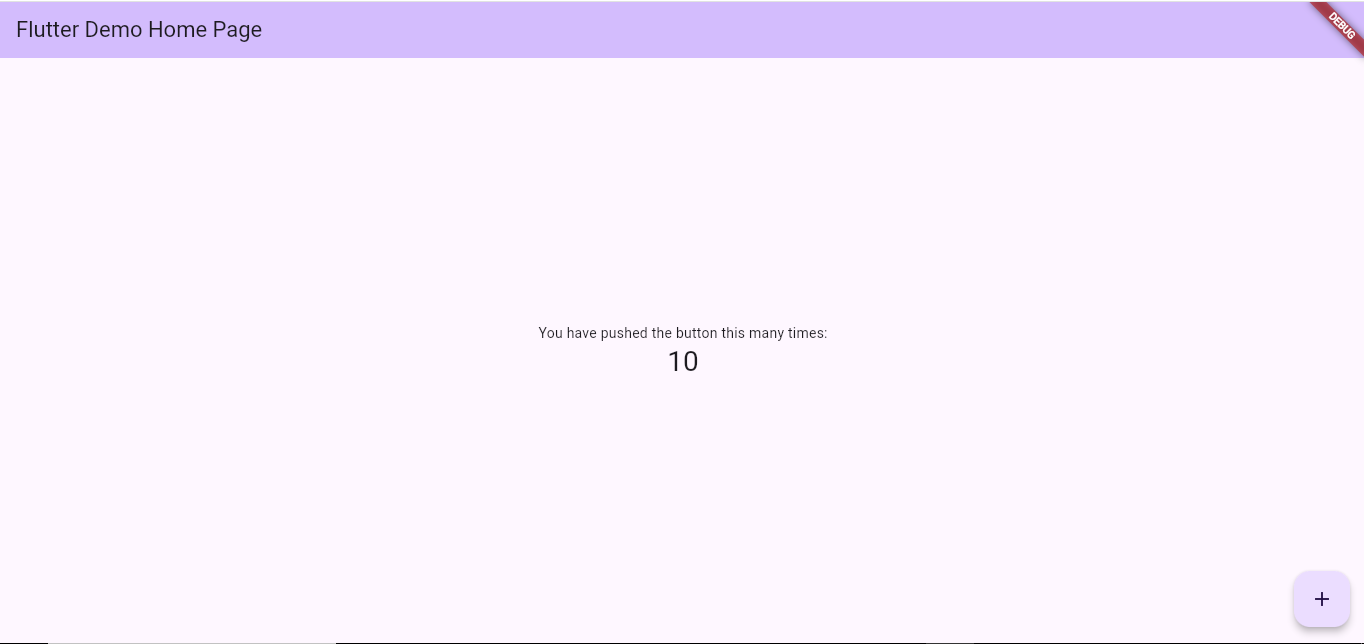 Flutter Demo Home Page
DEBUG
You have pushed the button this many times:
10
+